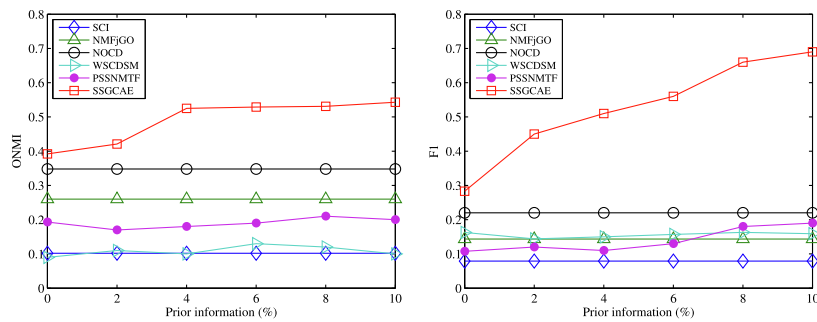 0.8
0.7
0.6
0.5
0.4
0.3
0.2
0.1
0
ONMI
SCI
NMFjGO
NOCD
WSCDSM
PSSNMTF
SSGCAE
0 2 4 6 8 10
Prior information (%)
0.8
0.7
0.6
0.5
0.4
0.3
0.2
0.1
0
F1
SCI
NMFjGO
NOCD
WSCDSM
PSSNMTF
SSGCAE
0 2 4 6 8 10
Prior information (%)